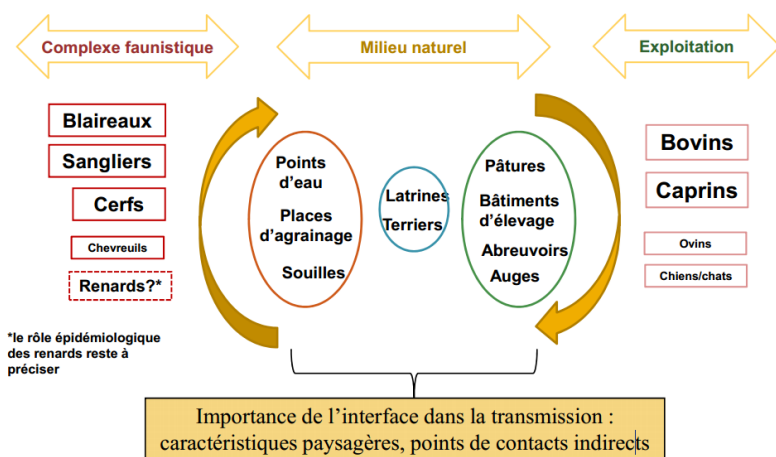 Complexe faunistique
Milieu naturel
Exploitation
Blaireaux
Sangliers
Cerfs
Chevreuils
Renards?*
*le rôle épidémiologique
des renards reste à
préciser
Points
d'eau
Places
d'agrainage
Souilles
Latrines
Terriers
Pâtures
Bâtiments
d'élevage
Abreuvoirs
Auges
Bovins
Caprins
Ovins
Chiens/chats
Importance de l'interface dans la transmission :
caractéristiques paysagères, points de contacts indirects